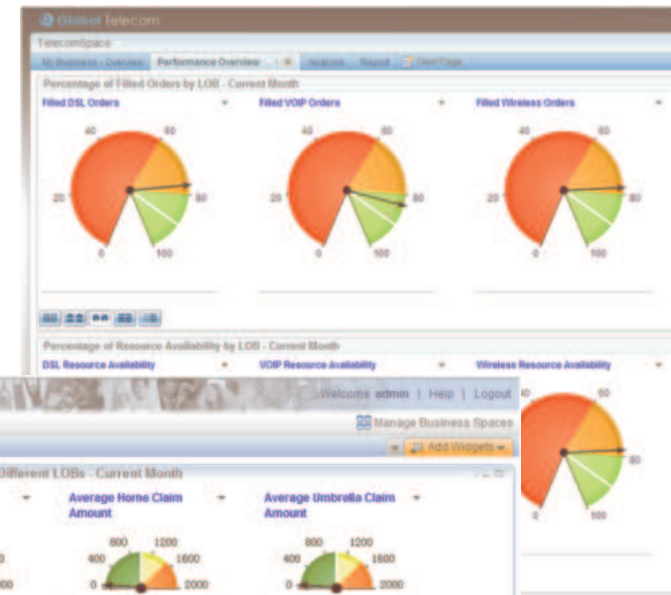 Global Telecom
TelecomSpace
My Business - Overview Performance Overview Analysis Report New Page
Percentage of Filled Orders by LOB - Current Month
Filled DSL Orders Filled VOIP Orders Filled Wireless Orders
40 60 40 60 40 60
20 80 20 80 20 80
0 100 0 100 0 100
Percentage of Resource Availability by LOB - Current Month
DSL Resource Availability VOIP Resource Availability Wireless Resource Availability
60
80
0 100
Welcome admin | Help | Logout
Manage Business Spaces
Add Widgets
Different LOBs - Current Month
Average Home Claim Amount
Average Umbrella Claim Amount
800 1200 800 1200
400 1600 400 1600
0 2000 0 2000